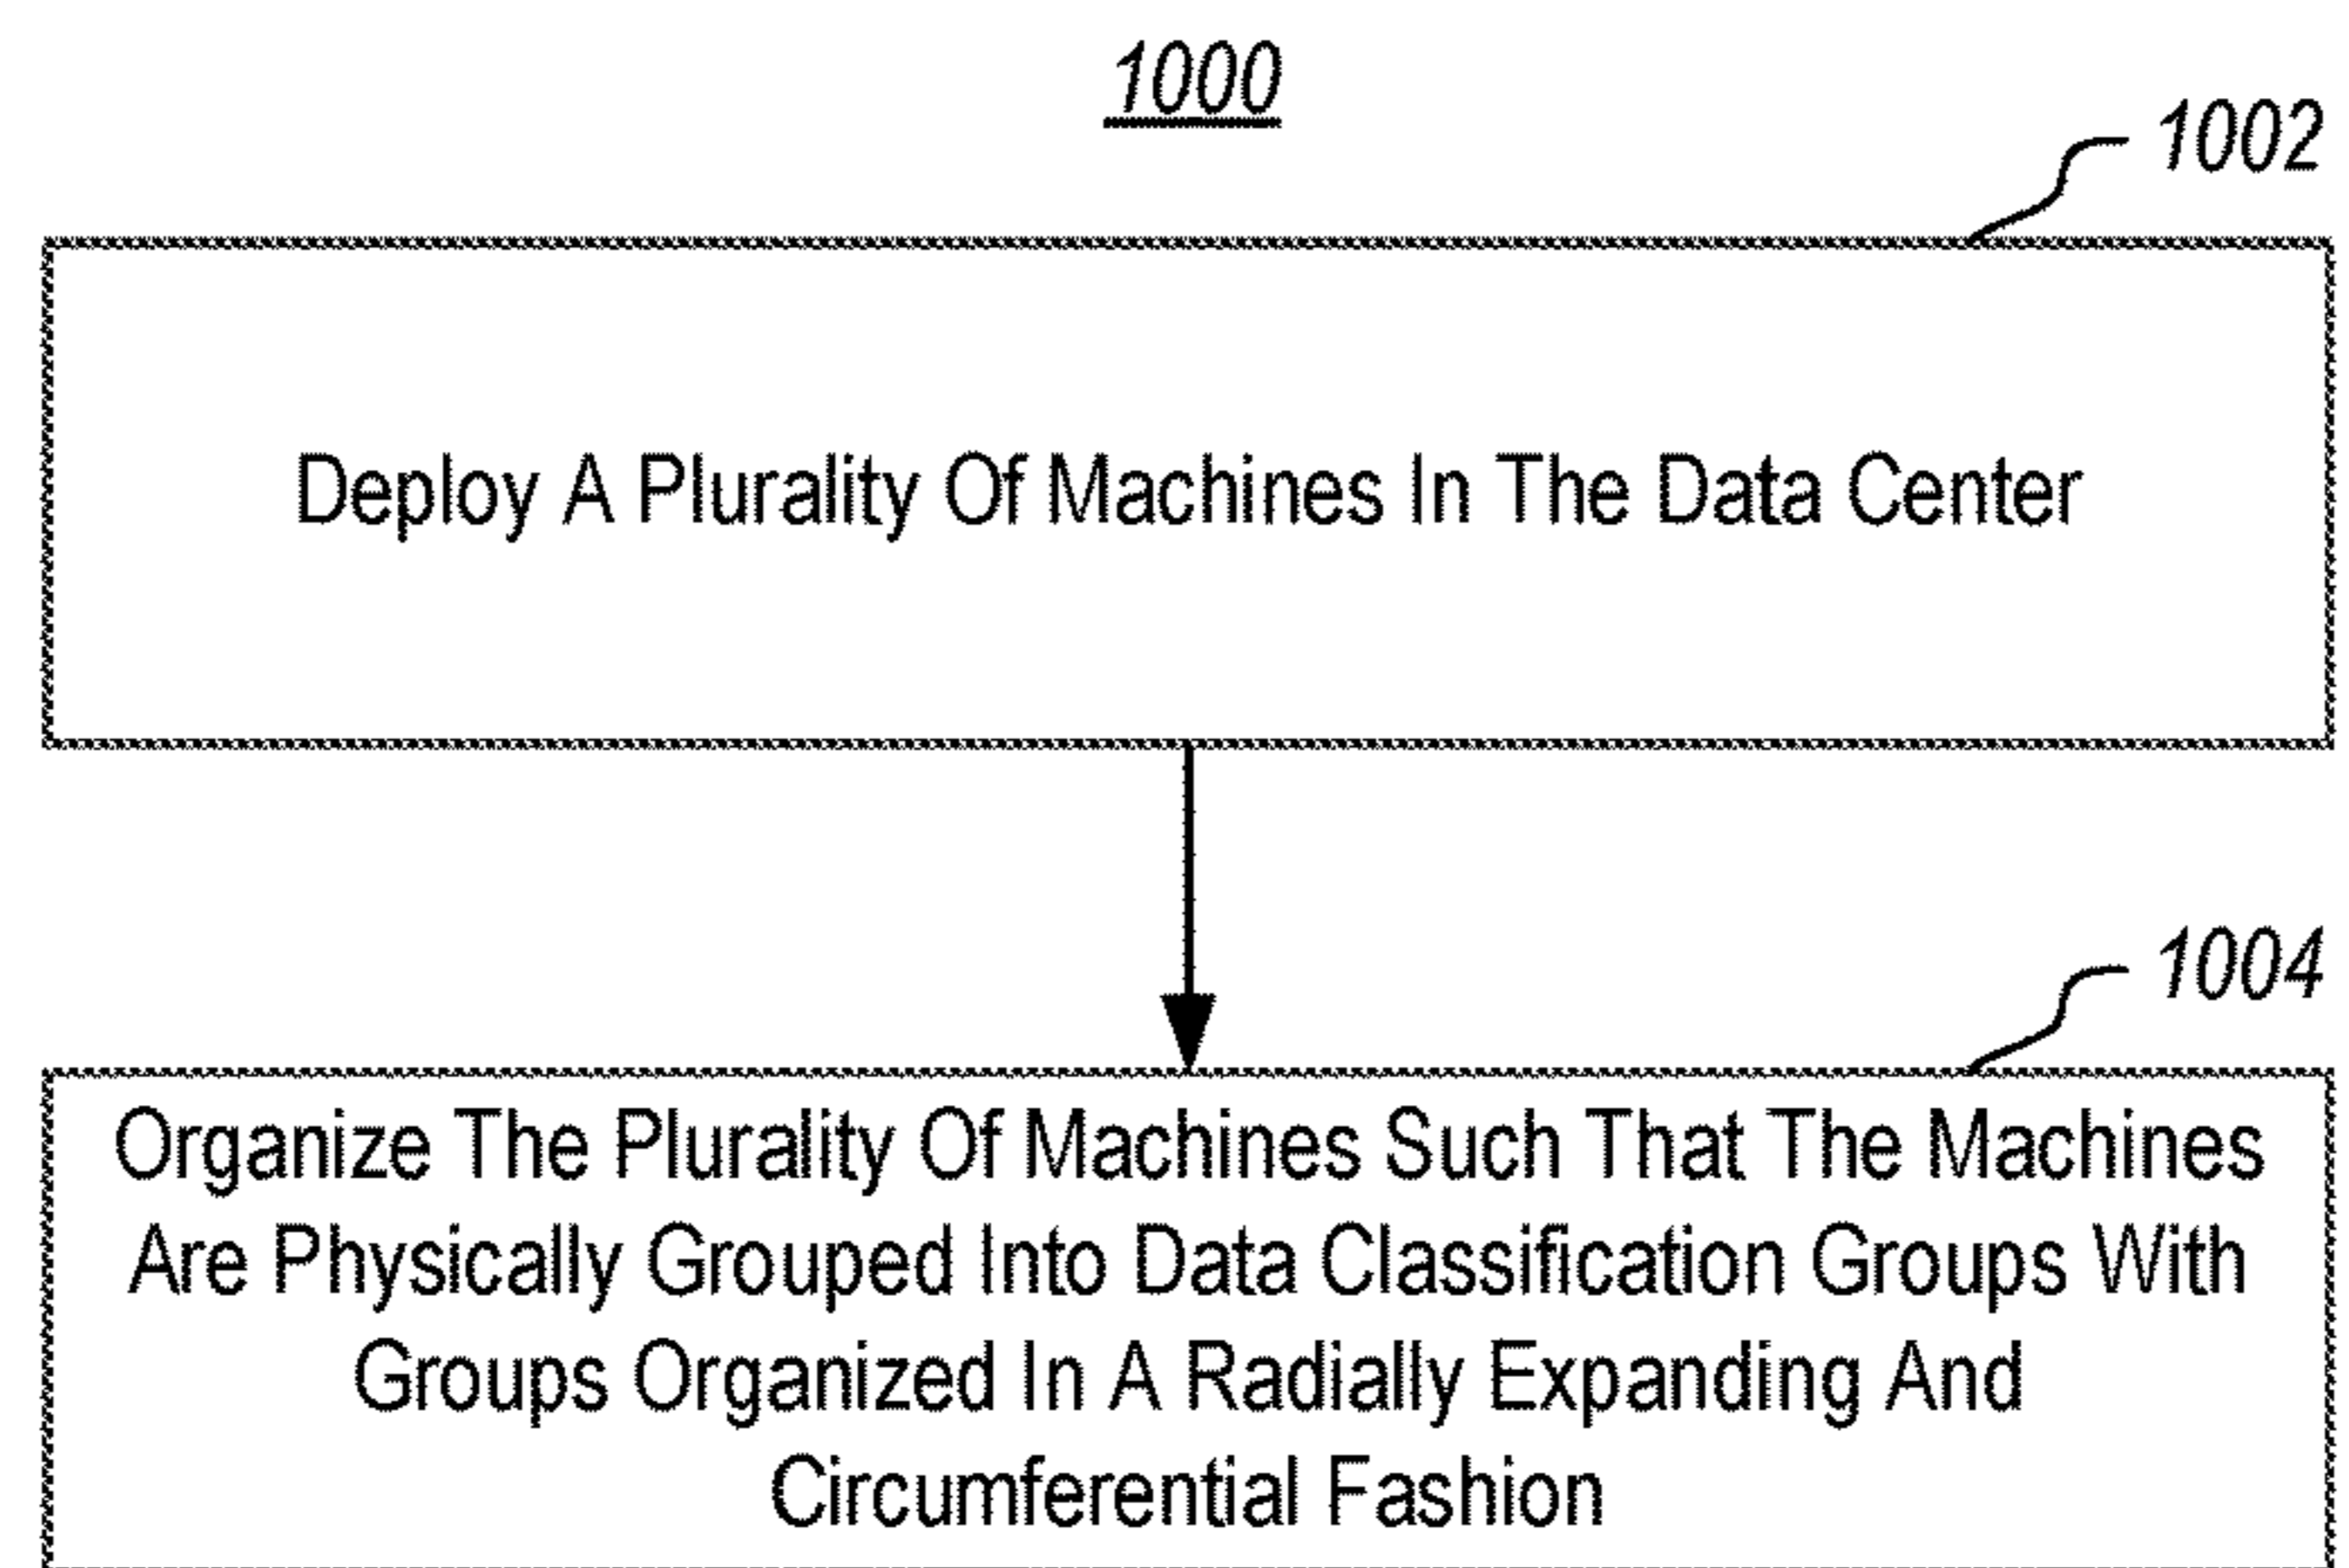 1000
1002
Deploy A Plurality Of Machines In The Data Center
1004
Organize The Plurality Of Machines Such That The Machines
Are Physically Grouped Into Data Classification Groups With
Groups Organized In A Radially Expanding And
Circumferential Fashion